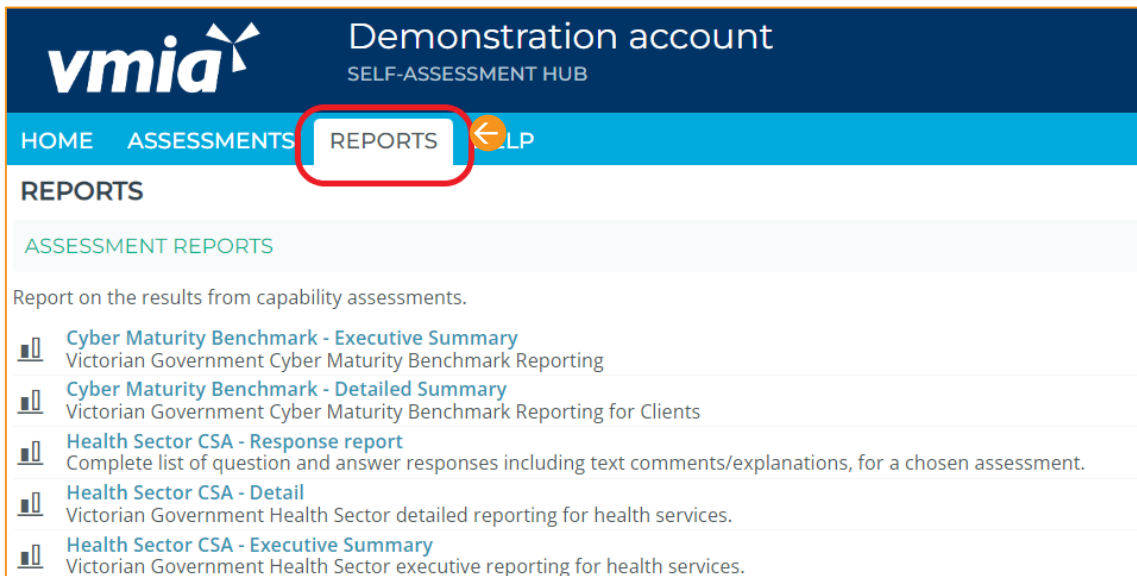 vmia
Demonstration account
SELF-ASSESSMENT HUB
HOME ASSESSMENTS REPORTS LP
REPORTS
ASSESSMENT REPORTS
Report on the results from capability assessments.
Cyber Maturity Benchmark - Executive Summary
Victorian Government Cyber Maturity Benchmark Reporting
Cyber Maturity Benchmark - Detailed Summary
Victorian Government Cyber Maturity Benchmark Reporting for Clients
Health Sector CSA - Response report
Complete list of question and answer responses including text comments/explanations, for a chosen assessment.
Health Sector CSA - Detail
Victorian Government Health Sector detailed reporting for health services.
Health Sector CSA - Executive Summary
Victorian Government Health Sector executive reporting for health services.